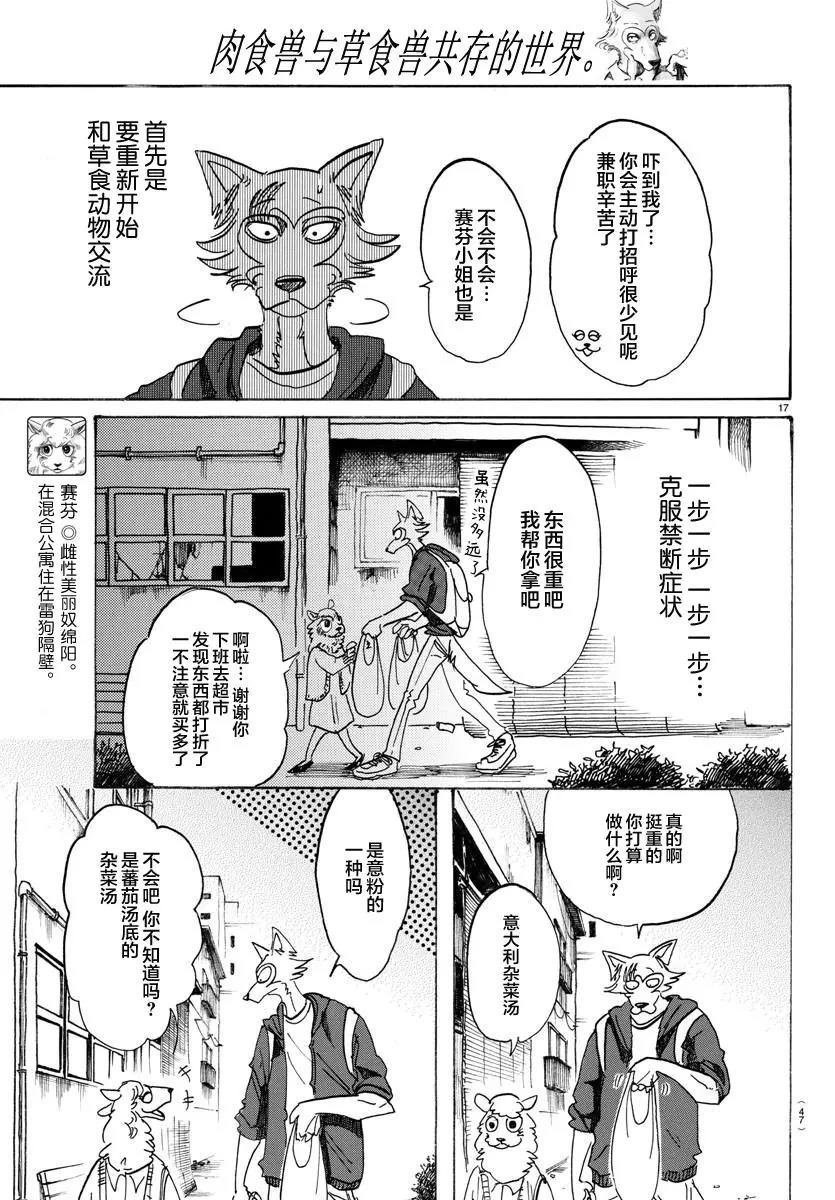 肉食兽与草食兽共存的世界。
吓到我了…
你会主动打招呼很少见呢
兼职辛苦了
不会不会…
赛芬小姐也是
首先是
要重新开始
和草食动物交流
17
一步一步 一步一步…
克服禁断症状
东西很重吧
我帮你拿吧
虽然没多远了
啊啦… 谢谢你
下班去超市
发现东西都打折了
一不注意就买多了
赛芬◎雌性美丽奴绵阳。
在混合公寓住在雷狗隔壁。
真的啊
挺重的
你打算
做什么啊?
意大利杂菜汤
是意粉的
一种吗
不会吧 你不知道吗?
是蕃茄汤底的
杂菜汤
(47)